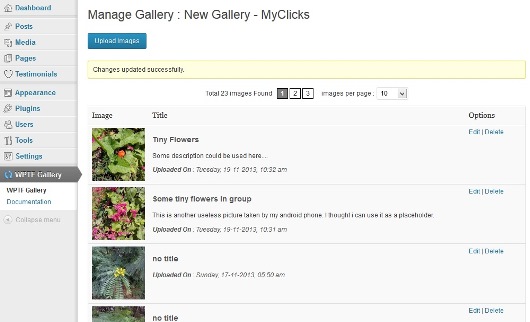 Dashboard
Posts
Media
Pages
Testimonials
Appearance
Plugins
Users
Tools
Settings
WPTF Gallery
WPTF Gallery
Documentation
Collapse menu
Manage Gallery : New Gallery - MyClicks
Upload Images
Changes updated successfully.
Total 23 images Found 1 2 3 images per page : 10
Image Title Options
Tiny Flowers Edit | Delete
Some description could be used here....
Uploaded On : Tuesday, 19-11-2013, 10:32 am
Some tiny flowers in group Edit | Delete
This is another useless picture taken by my android phone. I thought i can use it as a placeholder.
Uploaded On : Tuesday, 19-11-2013, 10:31 am
no title Edit | Delete
Uploaded On : Sunday, 17-11-2013, 05:50 am
no title Edit | Delete